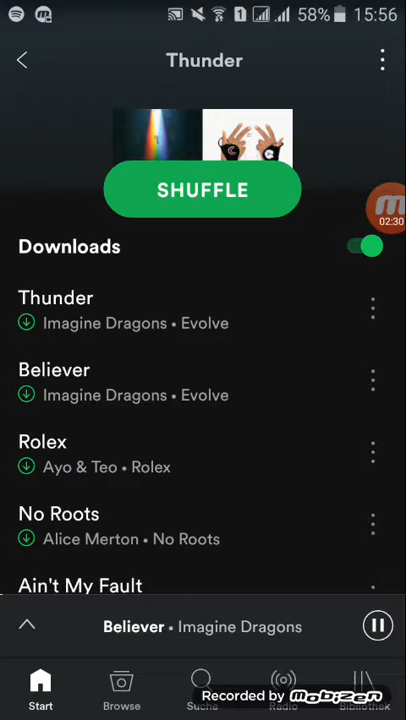 58% 15:56
Thunder
SHUFFLE
02:30
Downloads
Thunder
Imagine Dragons • Evolve
Believer
Imagine Dragons • Evolve
Rolex
Ayo & Teo • Rolex
No Roots
Alice Merton • No Roots
Ain't My Fault
Believer • Imagine Dragons
Start Browse Suche Radio Bibliothek
Recorded by Mobizen